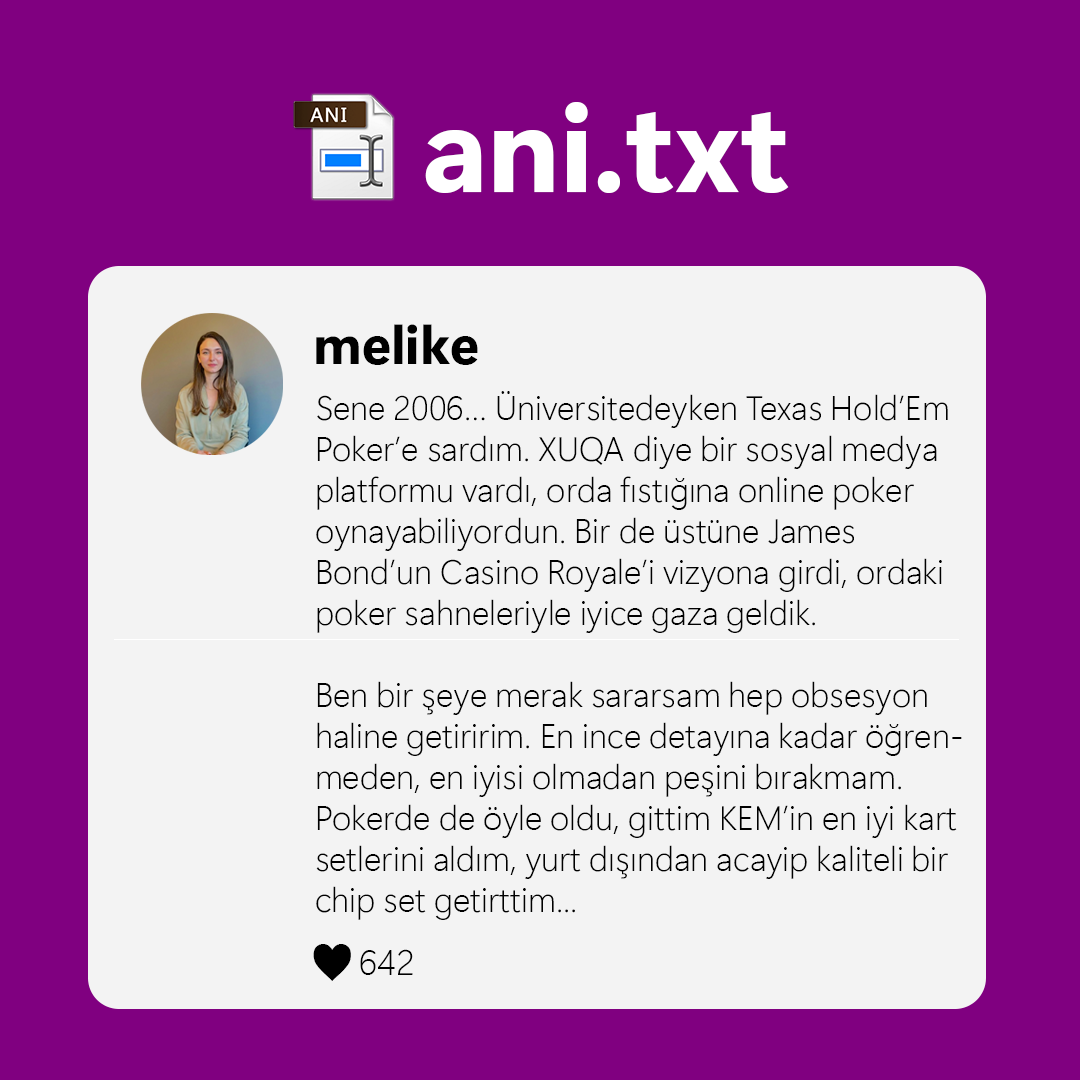 ANI
ani.txt
melike
Sene 2006... Üniversitedeyken Texas Hold’Em
Poker’e sardım. XUQA diye bir sosyal medya
platformu vardı, orda fıstığına online poker
oynayabiliyordun. Bir de üstüne James
Bond’un Casino Royale’i vizyona girdi, ordaki
poker sahneleriyle iyice gaza geldik.
Ben bir şeye merak sararsam hep obsesyon
haline getiririm. En ince detayına kadar öğren-
meden, en iyisi olmadan peşini bırakmam.
Pokerde de öyle oldu, gittim KEM’in en iyi kart
setlerini aldım, yurt dışından acayip kaliteli bir
chip set getirttim...
642